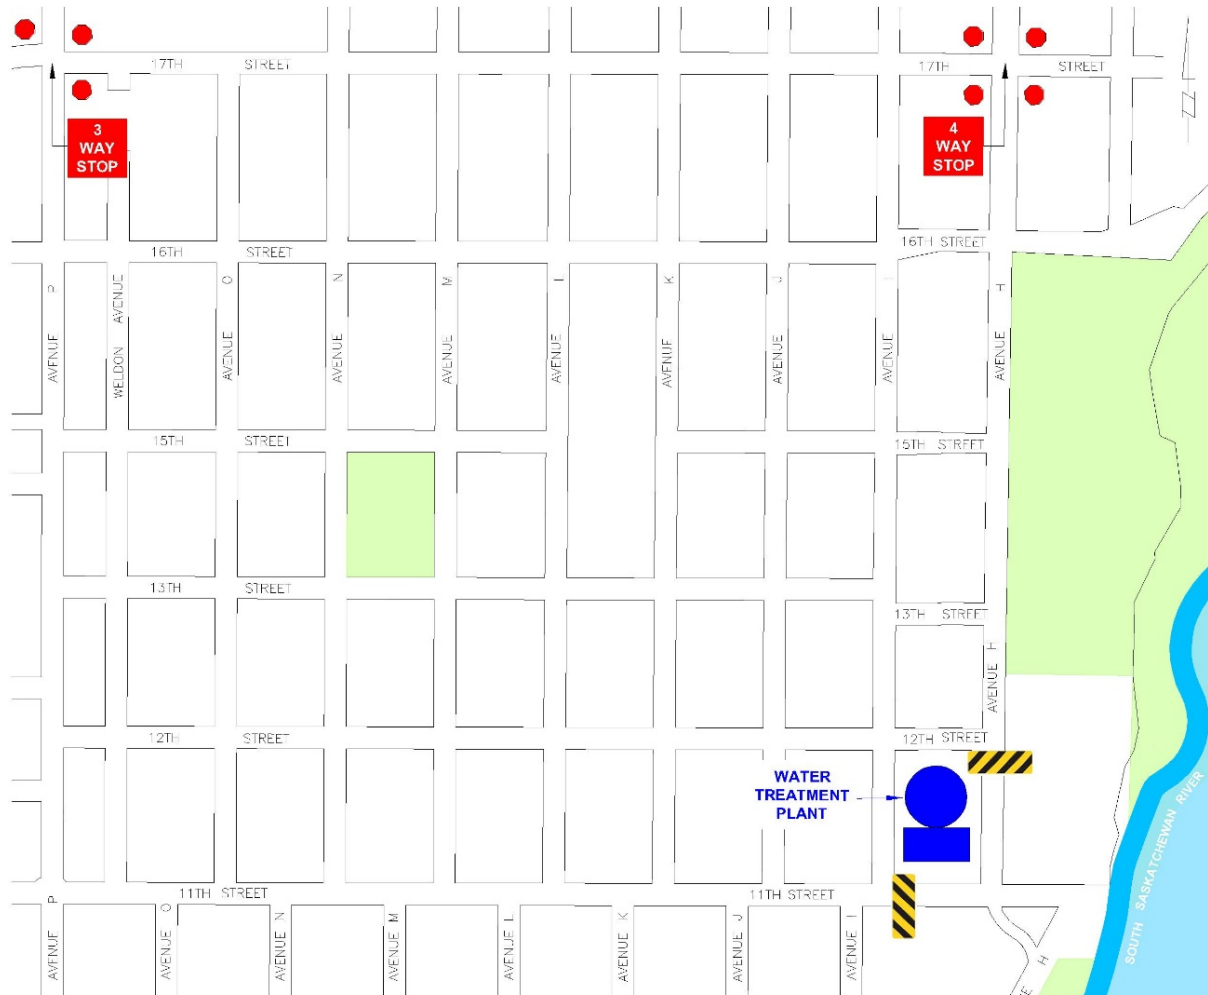 17TH STREET
17TH STREET
3
WAY
STOP
4
WAY
STOP
16TH STREET
16TH STREET
AVENUE P
WELDON AVENUE
AVENUE O
AVENUE N
AVENUE M
AVENUE I
AVENUE K
AVENUE J
AVENUE I
AVENUE H
15TH STREET
15TH STREET
13TH STREET
13TH STREET
AVENUE H
12TH STREET
12TH STREET
WATER
TREATMENT
PLANT
SOUTH SASKATCHEWAN RIVER
11TH STREET
11TH STREET
AVENUE P
AVENUE O
AVENUE N
AVENUE M
AVENUE L
AVENUE K
AVENUE J
AVENUE I
H